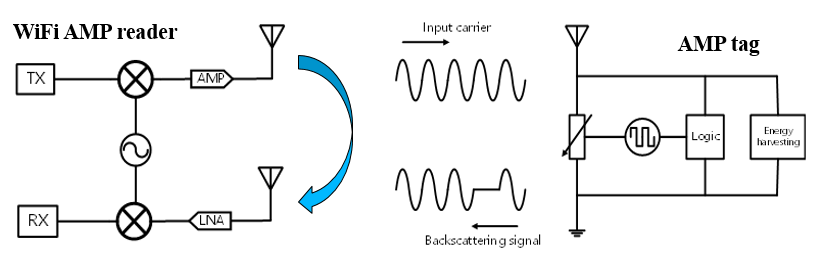 WiFi AMP reader
Input carrier
AMP tag
TX
AMP
Logic
Energy
harvesting
RX
LNA
Backscattering signal